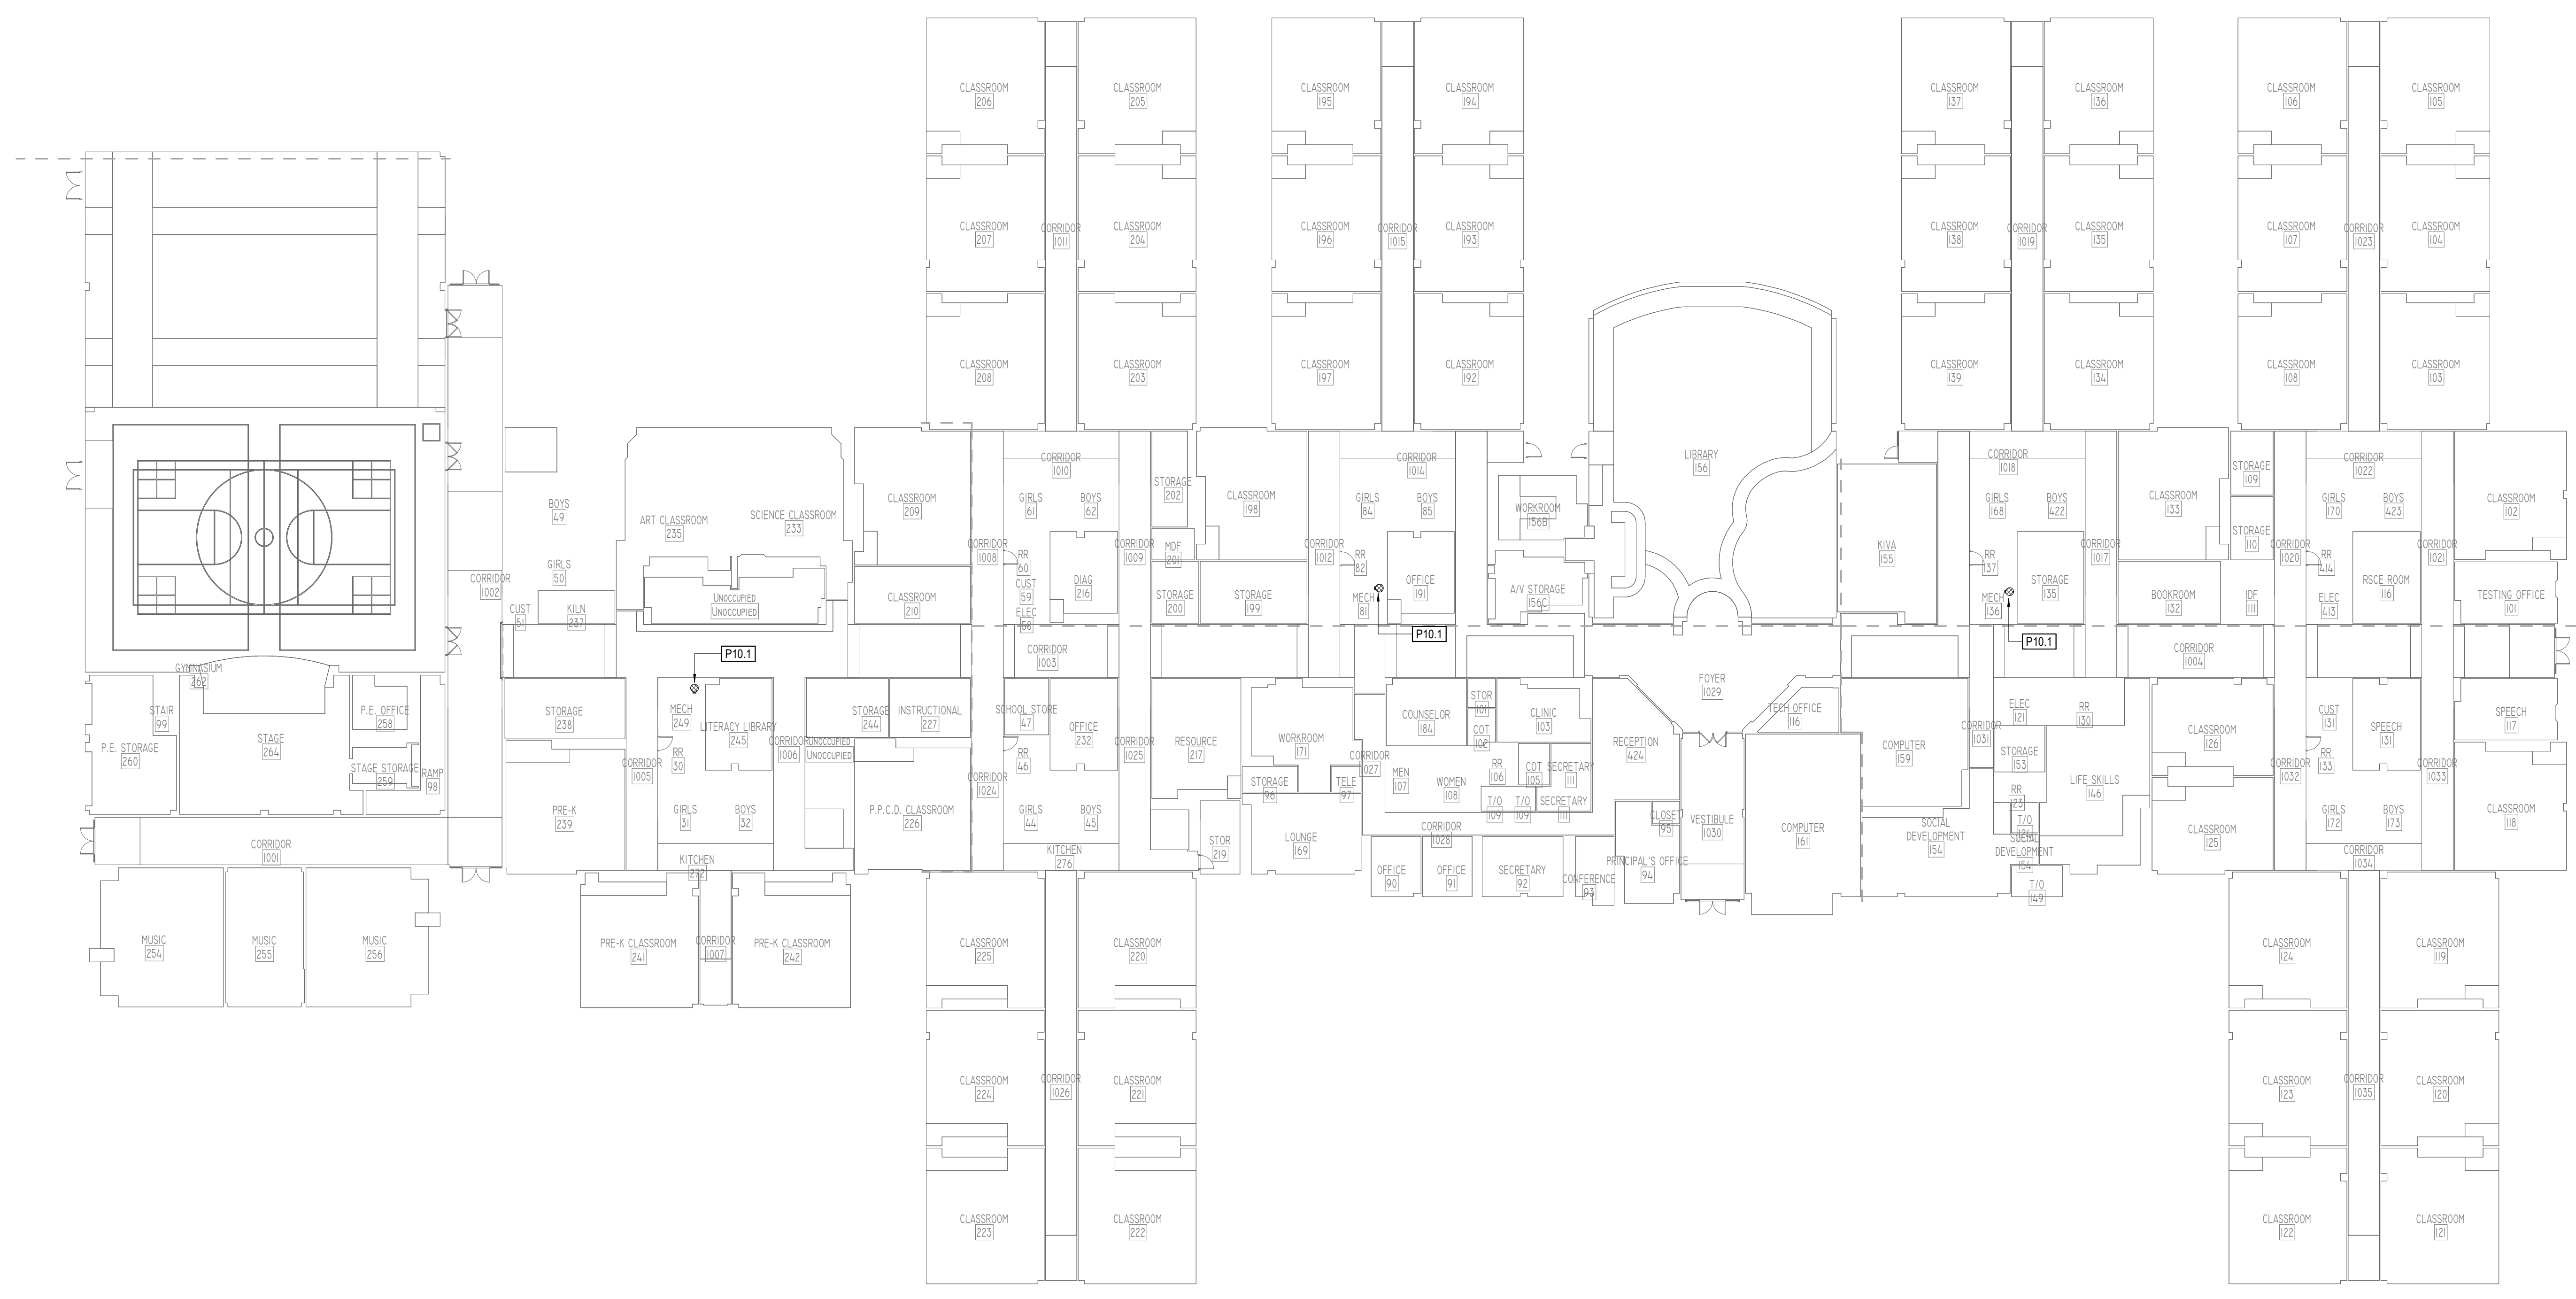 CLASSROOM
206
CLASSROOM
205
CLASSROOM
195
CLASSROOM
194
CLASSROOM
137
CLASSROOM
136
CLASSROOM
106
CLASSROOM
105
CLASSROOM
207
CORRIDOR
1011
CLASSROOM
204
CLASSROOM
196
CORRIDOR
1015
CLASSROOM
193
CLASSROOM
138
CORRIDOR
1019
CLASSROOM
135
CLASSROOM
107
CORRIDOR
1023
CLASSROOM
104
CLASSROOM
208
CLASSROOM
203
CLASSROOM
197
CLASSROOM
192
CLASSROOM
139
CLASSROOM
134
CLASSROOM
108
CLASSROOM
103
BOYS
49
GIRLS
50
CUST
51
KILN
237
CORRIDOR
1002
ART CLASSROOM
235
SCIENCE CLASSROOM
233
UNOCCUPIED
UNOCCUPIED
CLASSROOM
209
CLASSROOM
210
CORRIDOR
1010
GIRLS
61
BOYS
62
CORRIDOR
1008
RR
60
CUST
59
ELEC
58
DIAG
216
CORRIDOR
1009
CORRIDOR
1003
STORAGE
202
MDF
201
STORAGE
200
CLASSROOM
198
STORAGE
199
CORRIDOR
1014
GIRLS
84
BOYS
85
CORRIDOR
1012
RR
82
MECH
81
OFFICE
191
P10.1
WORKROOM
156B
A/V STORAGE
156C
LIBRARY
156
KIVA
155
CORRIDOR
1018
GIRLS
168
BOYS
422
RR
137
MECH
136
STORAGE
135
CORRIDOR
1017
P10.1
CLASSROOM
133
BOOKROOM
132
STORAGE
109
STORAGE
110
IDF
111
CORRIDOR
1004
CORRIDOR
1022
GIRLS
170
BOYS
423
CORRIDOR
1020
RR
414
ELEC
413
RSCE ROOM
116
CORRIDOR
1021
CLASSROOM
102
TESTING OFFICE
101
GYMNASIUM
262
STAIR
99
P.E. STORAGE
260
STAGE
264
P.E. OFFICE
258
STAGE STORAGE
259
RAMP
98
CORRIDOR
1001
MUSIC
254
MUSIC
255
MUSIC
256
P10.1
STORAGE
238
PRE-K
239
CORRIDOR
1005
MECH
249
RR
30
LITERACY LIBRARY
245
GIRLS
31
BOYS
32
KITCHEN
272
CORRIDOR
1006
UNOCCUPIED
UNOCCUPIED
STORAGE
244
INSTRUCTIONAL
227
P.P.C.D. CLASSROOM
226
PRE-K CLASSROOM
241
CORRIDOR
1007
PRE-K CLASSROOM
242
SCHOOL STORE
47
RR
46
OFFICE
232
CORRIDOR
1024
CORRIDOR
1025
GIRLS
44
BOYS
45
KITCHEN
276
RESOURCE
217
STOR
219
WORKROOM
171
STORAGE
96
TELE
97
LOUNGE
169
CORRIDOR
1027
COUNSELOR
184
STOR
101
COT
102
CLINIC
103
MEN
107
WOMEN
108
RR
106
COT
105
SECRETARY
111
T/O
109
T/O
109
SECRETARY
111
CORRIDOR
1028
OFFICE
90
OFFICE
91
SECRETARY
92
CONFERENCE
93
RECEPTION
424
CLOSET
95
PRINCIPAL'S OFFICE
94
FOYER
1029
VESTIBULE
1030
TECH OFFICE
116
COMPUTER
161
COMPUTER
159
CORRIDOR
1031
SOCIAL
DEVELOPMENT
154
ELEC
121
STORAGE
153
RR
130
LIFE SKILLS
146
RR
123
T/O
SOCIAL
DEVELOPMENT
154
T/O
149
CLASSROOM
126
CLASSROOM
125
CORRIDOR
1032
CUST
131
RR
133
SPEECH
131
CORRIDOR
1033
GIRLS
172
BOYS
173
CORRIDOR
1034
SPEECH
117
CLASSROOM
118
CLASSROOM
225
CLASSROOM
220
CLASSROOM
124
CLASSROOM
119
CLASSROOM
224
CORRIDOR
1026
CLASSROOM
221
CLASSROOM
123
CORRIDOR
1035
CLASSROOM
120
CLASSROOM
223
CLASSROOM
222
CLASSROOM
122
CLASSROOM
121